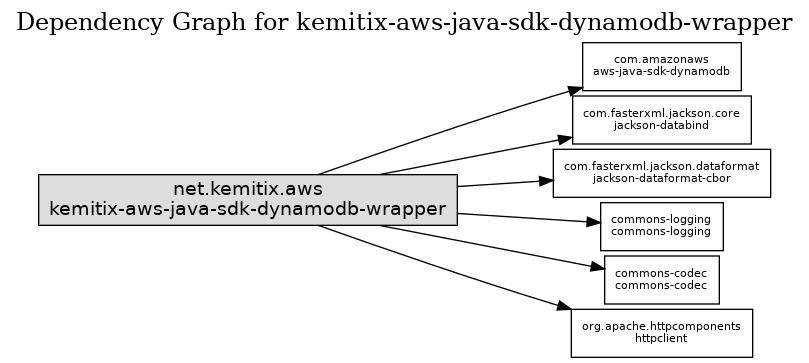 Dependency Graph for kemitix-aws-java-sdk-dynamodb-wrapper
com.amazonaws
aws-java-sdk-dynamodb
com.fasterxml.jackson.core
jackson-databind
com.fasterxml.jackson.dataformat
jackson-dataformat-cbor
net.kemitix.aws
kemitix-aws-java-sdk-dynamodb-wrapper
commons-logging
commons-logging
commons-codec
commons-codec
org.apache.httpcomponents
httpclient